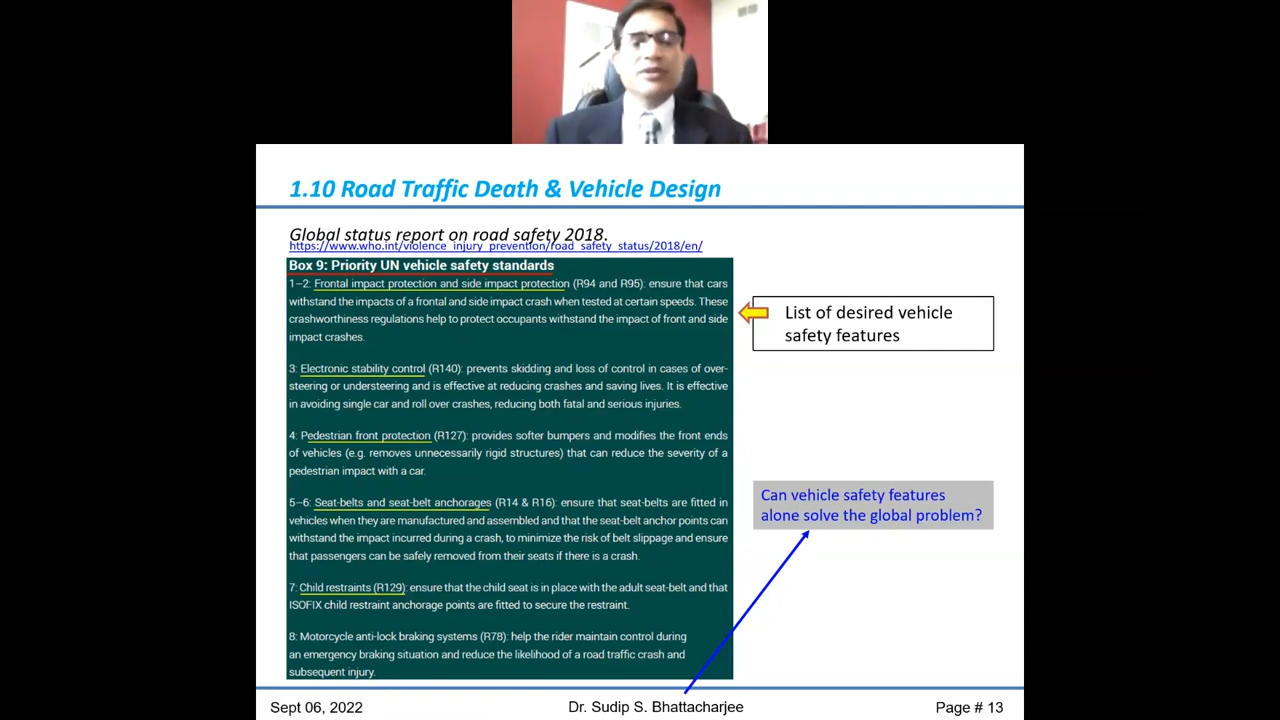 1.10 Road Traffic Death & Vehicle Design
Global status report on road safety 2018.
https://www.who.int/violence_injury_prevention/road_safety_status/2018/en/
Box 9: Priority UN vehicle safety standards
1–2: Frontal impact protection and side impact protection (R94 and R95): ensure that cars
withstand the impacts of a frontal and side impact crash when tested at certain speeds. These
crashworthiness regulations help to protect occupants withstand the impact of front and side
impact crashes.
3: Electronic stability control (R140): prevents skidding and loss of control in cases of over-
steering or understeering and is effective at reducing crashes and saving lives. It is effective
in avoiding single car and roll over crashes, reducing both fatal and serious injuries.
4: Pedestrian front protection (R127): provides softer bumpers and modifies the front ends
of vehicles (e.g. removes unnecessarily rigid structures) that can reduce the severity of a
pedestrian impact with a car.
5–6: Seat-belts and seat-belt anchorages (R14 & R16): ensure that seat-belts are fitted in
vehicles when they are manufactured and assembled and that the seat-belt anchor points can
withstand the impact incurred during a crash, to minimize the risk of belt slippage and ensure
that passengers can be safely removed from their seats if there is a crash.
7: Child restraints (R129): ensure that the child seat is in place with the adult seat-belt and that
ISOFIX child restraint anchorage points are fitted to secure the restraint.
8: Motorcycle anti-lock braking systems (R78): help the rider maintain control during
an emergency braking situation and reduce the likelihood of a road traffic crash and
subsequent injury.
List of desired vehicle
safety features
Can vehicle safety features
alone solve the global problem?
Sept 06, 2022
Dr. Sudip S. Bhattacharjee
Page # 13